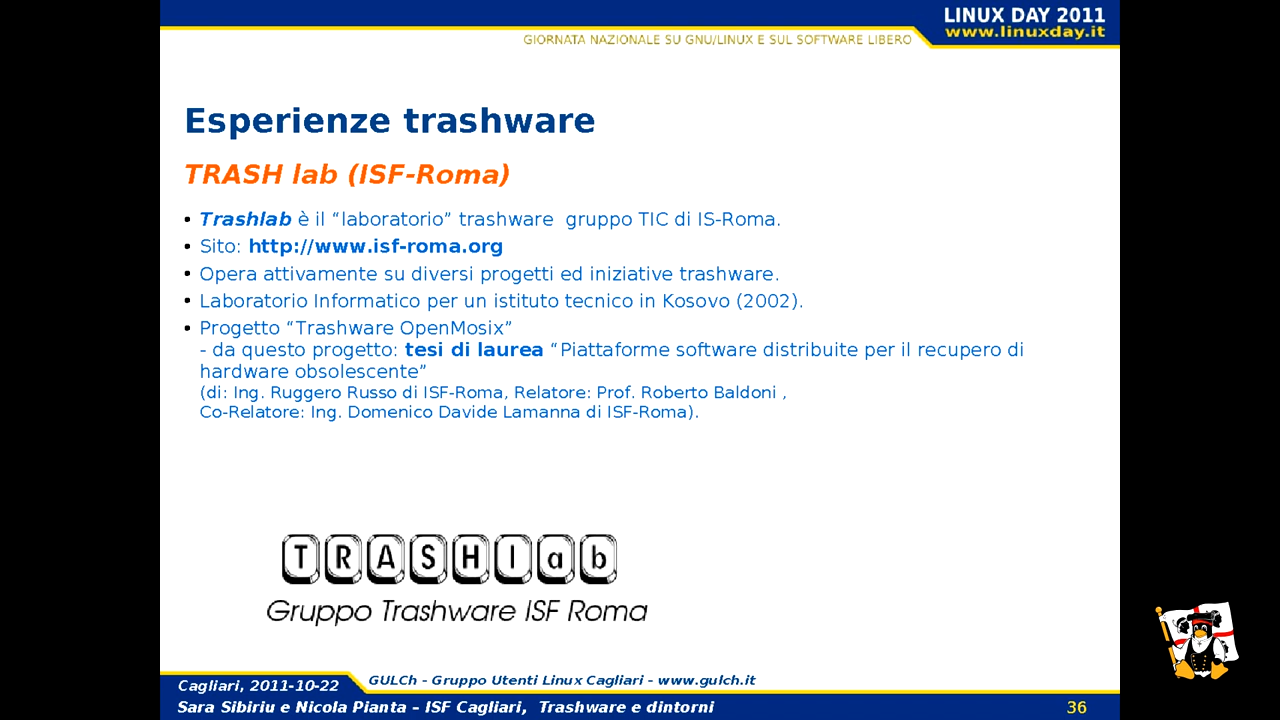 LINUX DAY 2011
www.linuxday.it
GIORNATA NAZIONALE SU GNU/LINUX E SUL SOFTWARE LIBERO
Esperienze trashware
TRASH lab (ISF-Roma)
• Trashlab è il “laboratorio” trashware  gruppo TIC di IS-Roma.
• Sito: http://www.isf-roma.org
• Opera attivamente su diversi progetti ed iniziative trashware.
• Laboratorio Informatico per un istituto tecnico in Kosovo (2002).
• Progetto “Trashware OpenMosix”
- da questo progetto: tesi di laurea “Piattaforme software distribuite per il recupero di
hardware obsolescente”
(di: Ing. Ruggero Russo di ISF-Roma, Relatore: Prof. Roberto Baldoni ,
Co-Relatore: Ing. Domenico Davide Lamanna di ISF-Roma).
TRASHlab
Gruppo Trashware ISF Roma
GULCh - Gruppo Utenti Linux Cagliari - www.gulch.it
Cagliari, 2011-10-22
Sara Sibiriu e Nicola Pianta – ISF Cagliari,  Trashware e dintorni
36